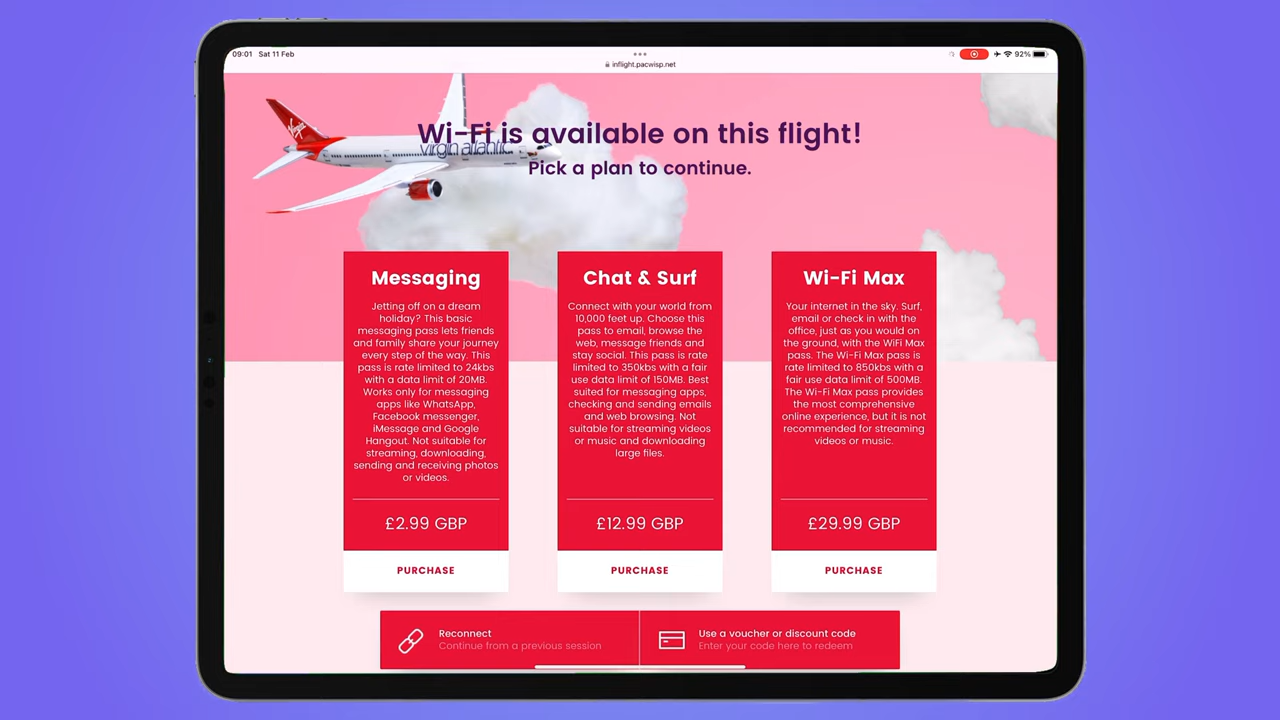 09:01 Sat 11 Feb
92%
inflight.pacwisp.net
Virgin
virgin atlantic
Wi-Fi is available on this flight!
Pick a plan to continue.
Messaging
Jetting off on a dream
holiday? This basic
messaging pass lets friends
and family share your journey
every step of the way. This
pass is rate limited to 24kbs
with a data limit of 20MB.
Works only for messaging
apps like WhatsApp,
Facebook messenger,
iMessage and Google
Hangout. Not suitable for
streaming, downloading,
sending and receiving photos
or videos.
£2.99 GBP
PURCHASE
Chat & Surf
Connect with your world from
10,000 feet up. Choose this
pass to email, browse the
web, message friends and
stay social. This pass is rate
limited to 350kbs with a fair
use data limit of 150MB. Best
suited for messaging apps,
checking and sending emails
and web browsing. Not
suitable for streaming videos
or music and downloading
large files.
£12.99 GBP
PURCHASE
Wi-Fi Max
Your internet in the sky. Surf,
email or check in with the
office, just as you would on
the ground, with the WiFi Max
pass. The Wi-Fi Max pass is
rate limited to 850kbs with a
fair use data limit of 500MB.
The Wi-Fi Max pass provides
the most comprehensive
online experience, but it is not
recommended for streaming
videos or music.
£29.99 GBP
PURCHASE
Reconnect
Continue from a previous session
Use a voucher or discount code
Enter your code here to redeem